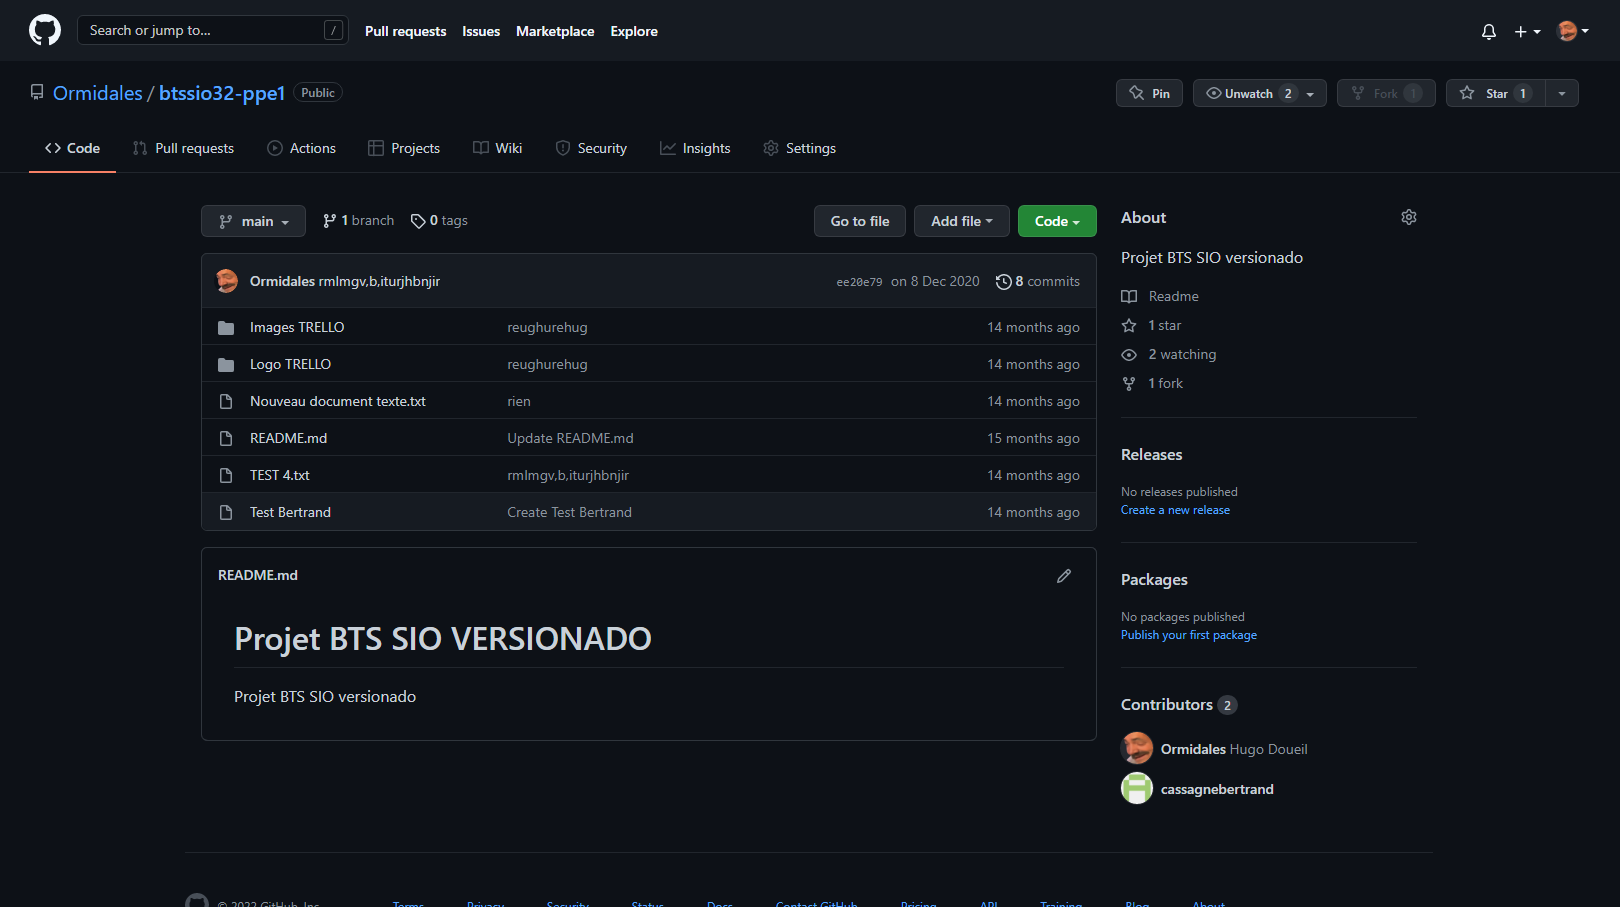 Search or jump to... /
Pull requests Issues Marketplace Explore
Ormidales / btssio32-ppe1 Public
Pin Unwatch 2 Fork 1 Star 1
Code Pull requests Actions Projects Wiki Security Insights Settings
main 1 branch 0 tags Go to file Add file Code
Ormidales rmlmgv,b,iturjhbnjir ee20e79 on 8 Dec 2020 8 commits
Images TRELLO reughurehug 14 months ago
Logo TRELLO reughurehug 14 months ago
Nouveau document texte.txt rien 14 months ago
README.md Update README.md 15 months ago
TEST 4.txt rmlmgv,b,iturjhbnjir 14 months ago
Test Bertrand Create Test Bertrand 14 months ago
README.md
Projet BTS SIO VERSIONADO
Projet BTS SIO versionado
About
Projet BTS SIO versionado
Readme
1 star
2 watching
1 fork
Releases
No releases published
Create a new release
Packages
No packages published
Publish your first package
Contributors 2
Ormidales Hugo Doueil
cassagnebertrand
© 2022 GitHub, Inc. Terms Privacy Security Status Docs Contact GitHub Pricing API Training Blog About